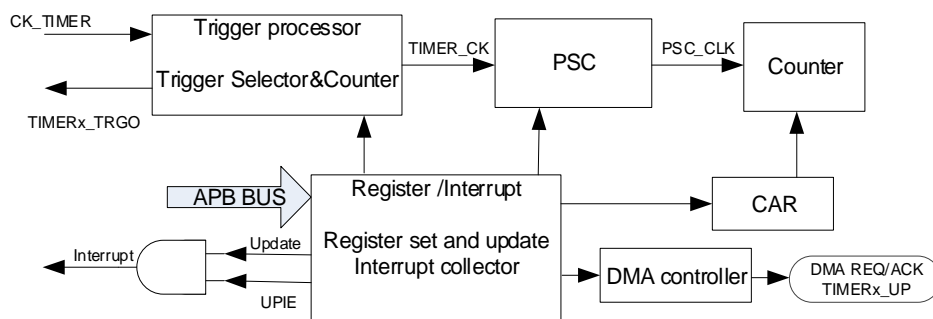 CK_TIMER
Trigger processor
Trigger Selector&Counter
TIMERx_TRGO
TIMER_CK
PSC
PSC_CLK
Counter
APB BUS
Register /Interrupt
Register set and update
Interrupt collector
CAR
Interrupt
Update
UPIE
DMA controller
DMA REQ/ACK
TIMERx_UP